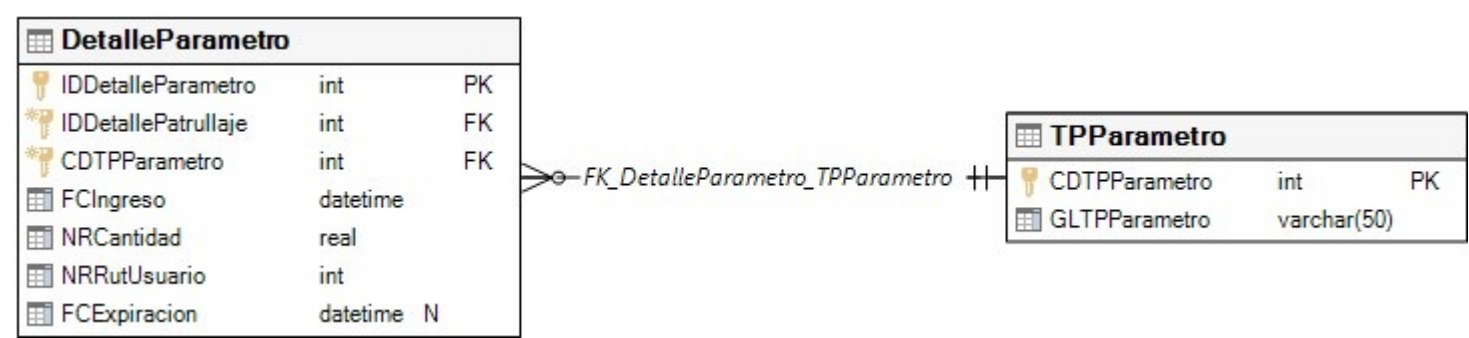 DetalleParametro
IDDetalleParametro int PK
IDDetallePatrullaje int FK
CDTPParametro int FK
FCIngreso datetime
NRCantidad real
NRRutUsuario int
FCExpiracion datetime N
FK_DetalleParametro_TPParametro
TPParametro
CDTPParametro int PK
GLTPParametro varchar(50)